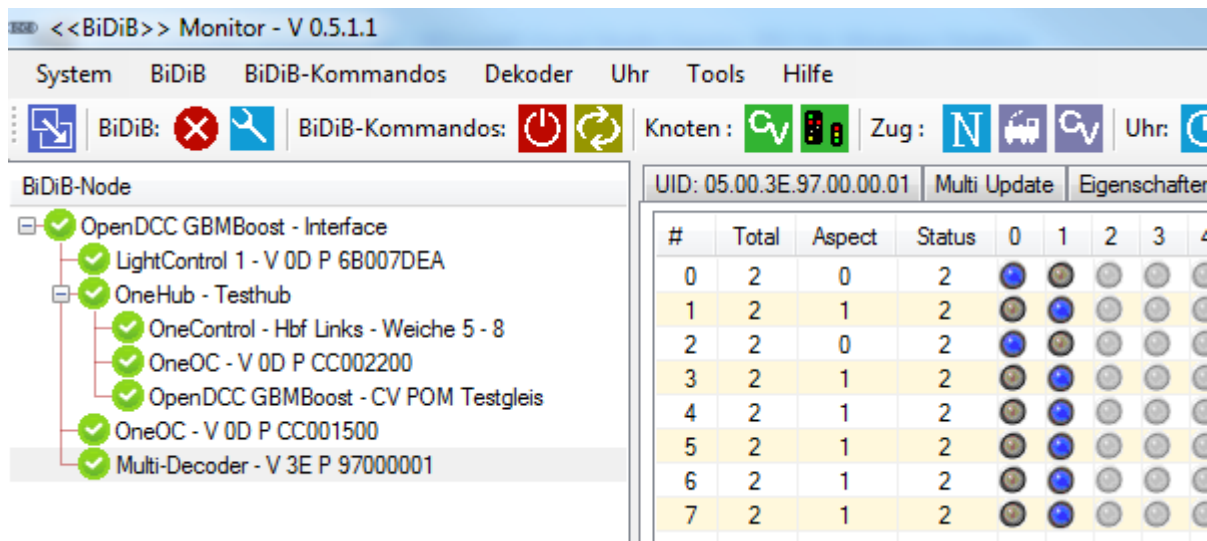 <<BiDiB>> Monitor - V 0.5.1.1
System BiDiB BiDiB-Kommandos Dekoder Uhr Tools Hilfe
BiDiB: BiDiB-Kommandos: Knoten : CV Zug : N CV Uhr:
BiDiB-Node
OpenDCC GBMBoost - Interface
LightControl 1 - V 0D P 6B007DEA
OneHub - Testhub
OneControl - Hbf Links - Weiche 5 - 8
OneOC - V 0D P CC002200
OpenDCC GBMBoost - CV POM Testgleis
OneOC - V 0D P CC001500
Multi-Decoder - V 3E P 97000001
UID: 05.00.3E.97.00.00.01 Multi Update Eigenschaften
# Total Aspect Status 0 1 2 3 4
0 2 0 2
1 2 1 2
2 2 0 2
3 2 1 2
4 2 1 2
5 2 1 2
6 2 1 2
7 2 1 2